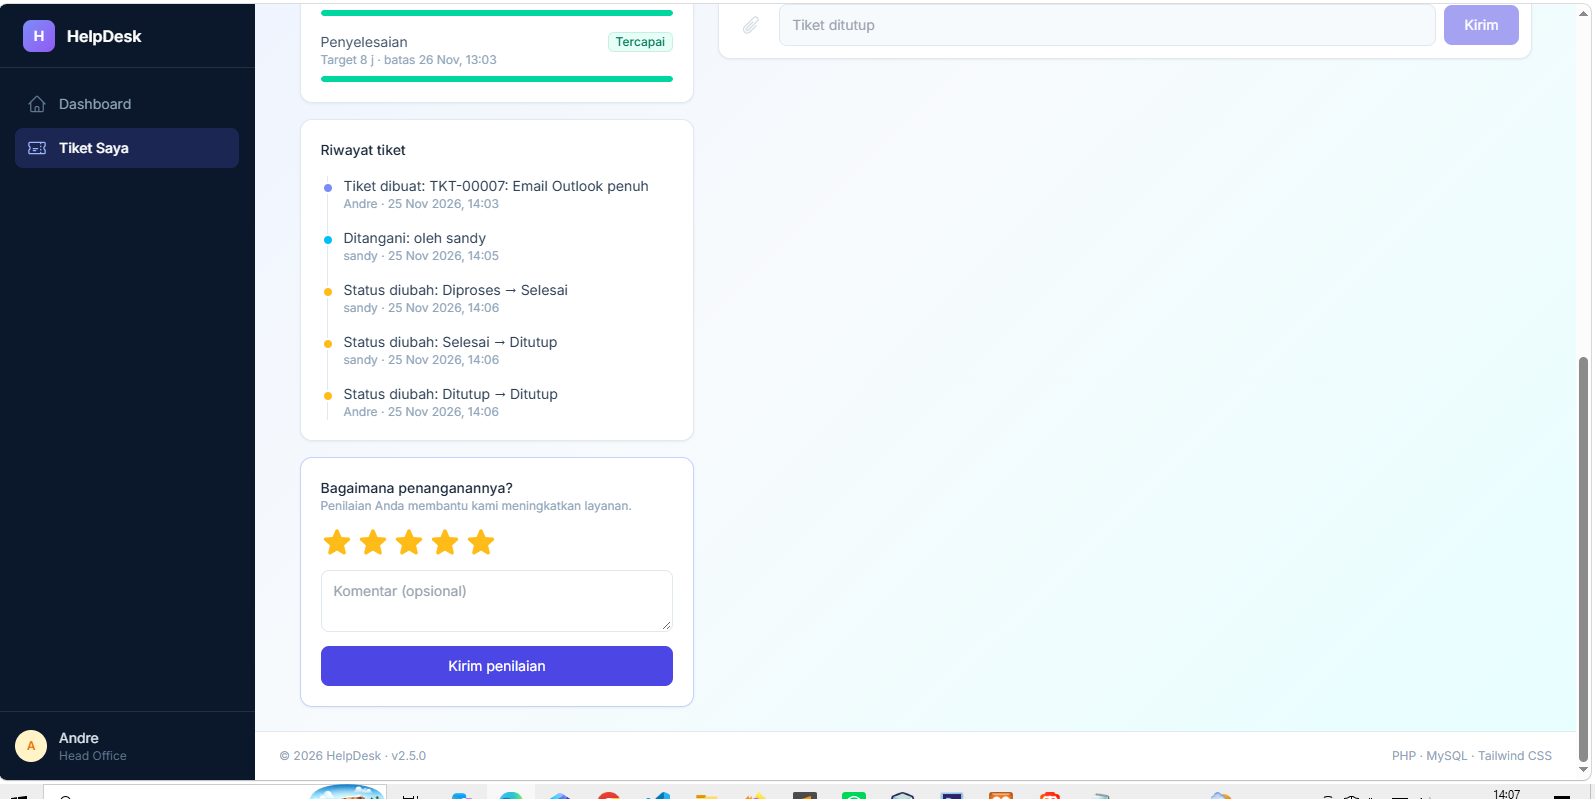 H HelpDesk
Dashboard
Tiket Saya
Andre
A
Head Office
Penyelesaian
Tercapai
Target 8 j · batas 26 Nov, 13:03
Riwayat tiket
Tiket dibuat: TKT-00007: Email Outlook penuh
Andre · 25 Nov 2026, 14:03
Ditangani: oleh sandy
sandy · 25 Nov 2026, 14:05
Status diubah: Diproses → Selesai
sandy · 25 Nov 2026, 14:06
Status diubah: Selesai → Ditutup
sandy · 25 Nov 2026, 14:06
Status diubah: Ditutup → Ditutup
Andre · 25 Nov 2026, 14:06
Bagaimana penanganannya?
Penilaian Anda membantu kami meningkatkan layanan.
Komentar (opsional)
Kirim penilaian
Tiket ditutup
Kirim
© 2026 HelpDesk · v2.5.0
PHP · MySQL · Tailwind CSS
14:07